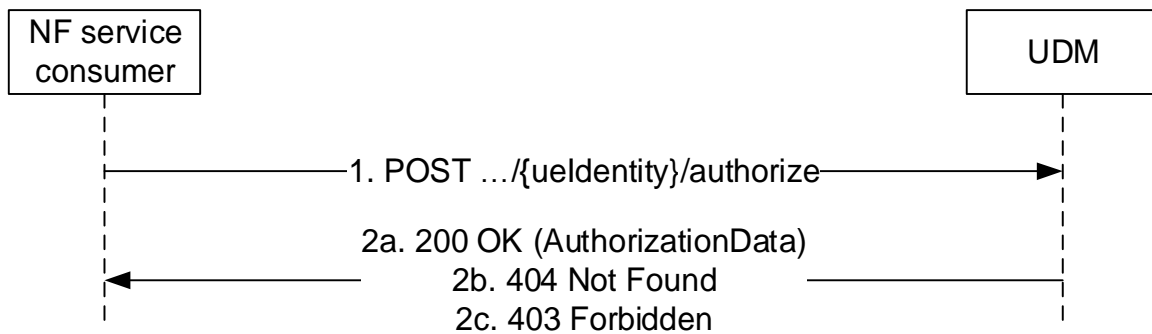 NF service
consumer
UDM
1. POST …/{ueIdentity}/authorize
2a. 200 OK (AuthorizationData)
2b. 404 Not Found
2c. 403 Forbidden